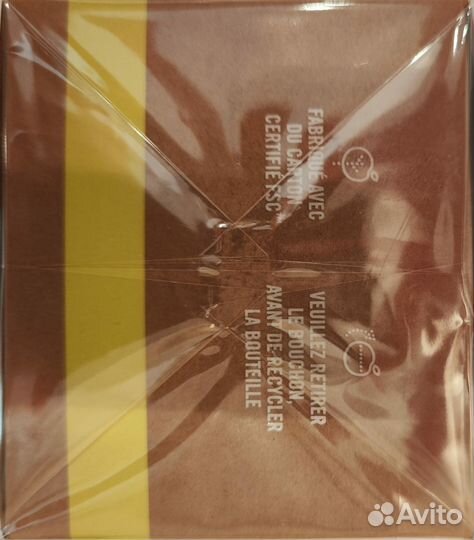 FABRIQUÉ AVEC
DU CARTON
CERTIFIÉ FSC
VEUILLEZ RETIRER
LE BOUCHON
AVANT DE RECYCLER
LA BOUTEILLE
Avito